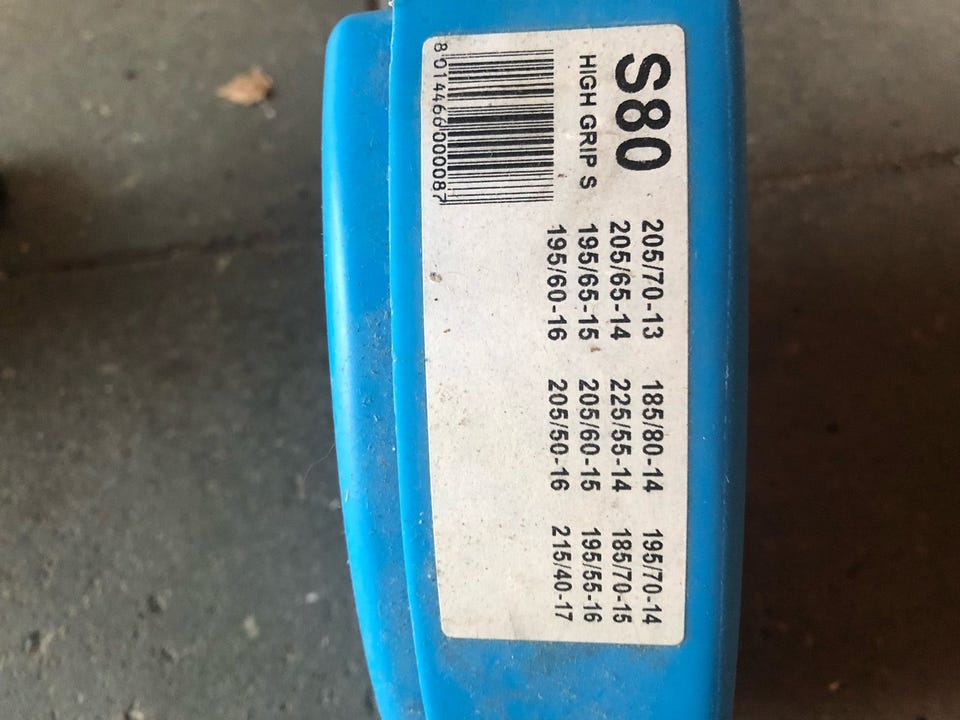 S80
HIGH GRIP S
8014466000087
205/70-13 185/80-14 195/70-14
205/65-14 225/55-14 185/70-15
195/65-15 205/60-15 195/55-16
195/60-16 205/50-16 215/40-17